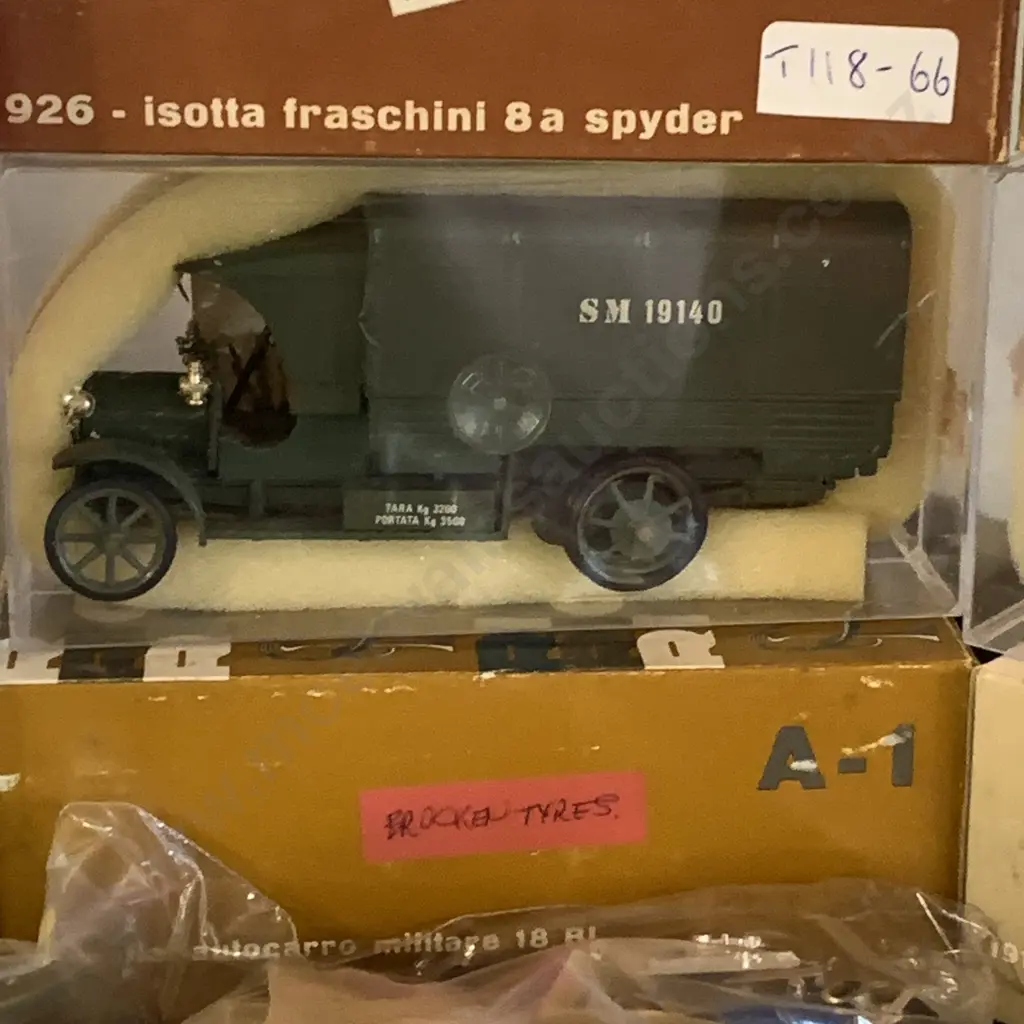 T118-66
926 - isotta fraschini 8a spyder
SM 19140
TARA Kg 3200
PORTATA Kg 3500
A-1
BROCKEN TYRES.
autocarro militare 18 BL
19